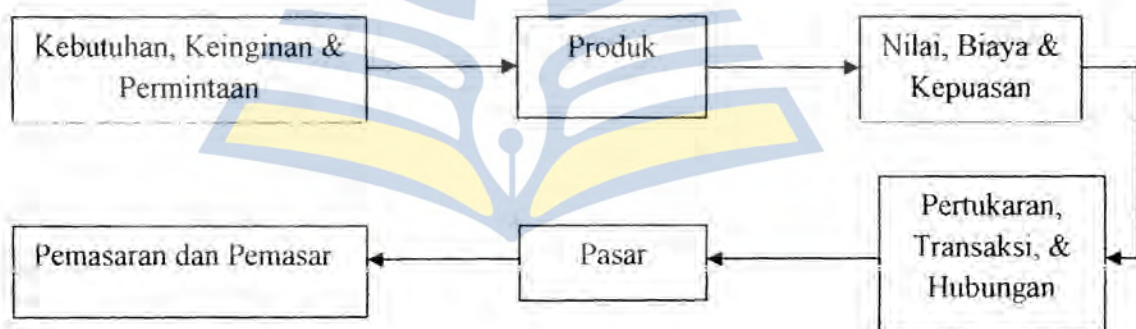 Kebutuhan, Keinginan &
Permintaan
Produk
Nilai, Biaya &
Kepuasan
Pertukaran,
Transaksi, &
Hubungan
Pasar
Pemasaran dan Pemasar